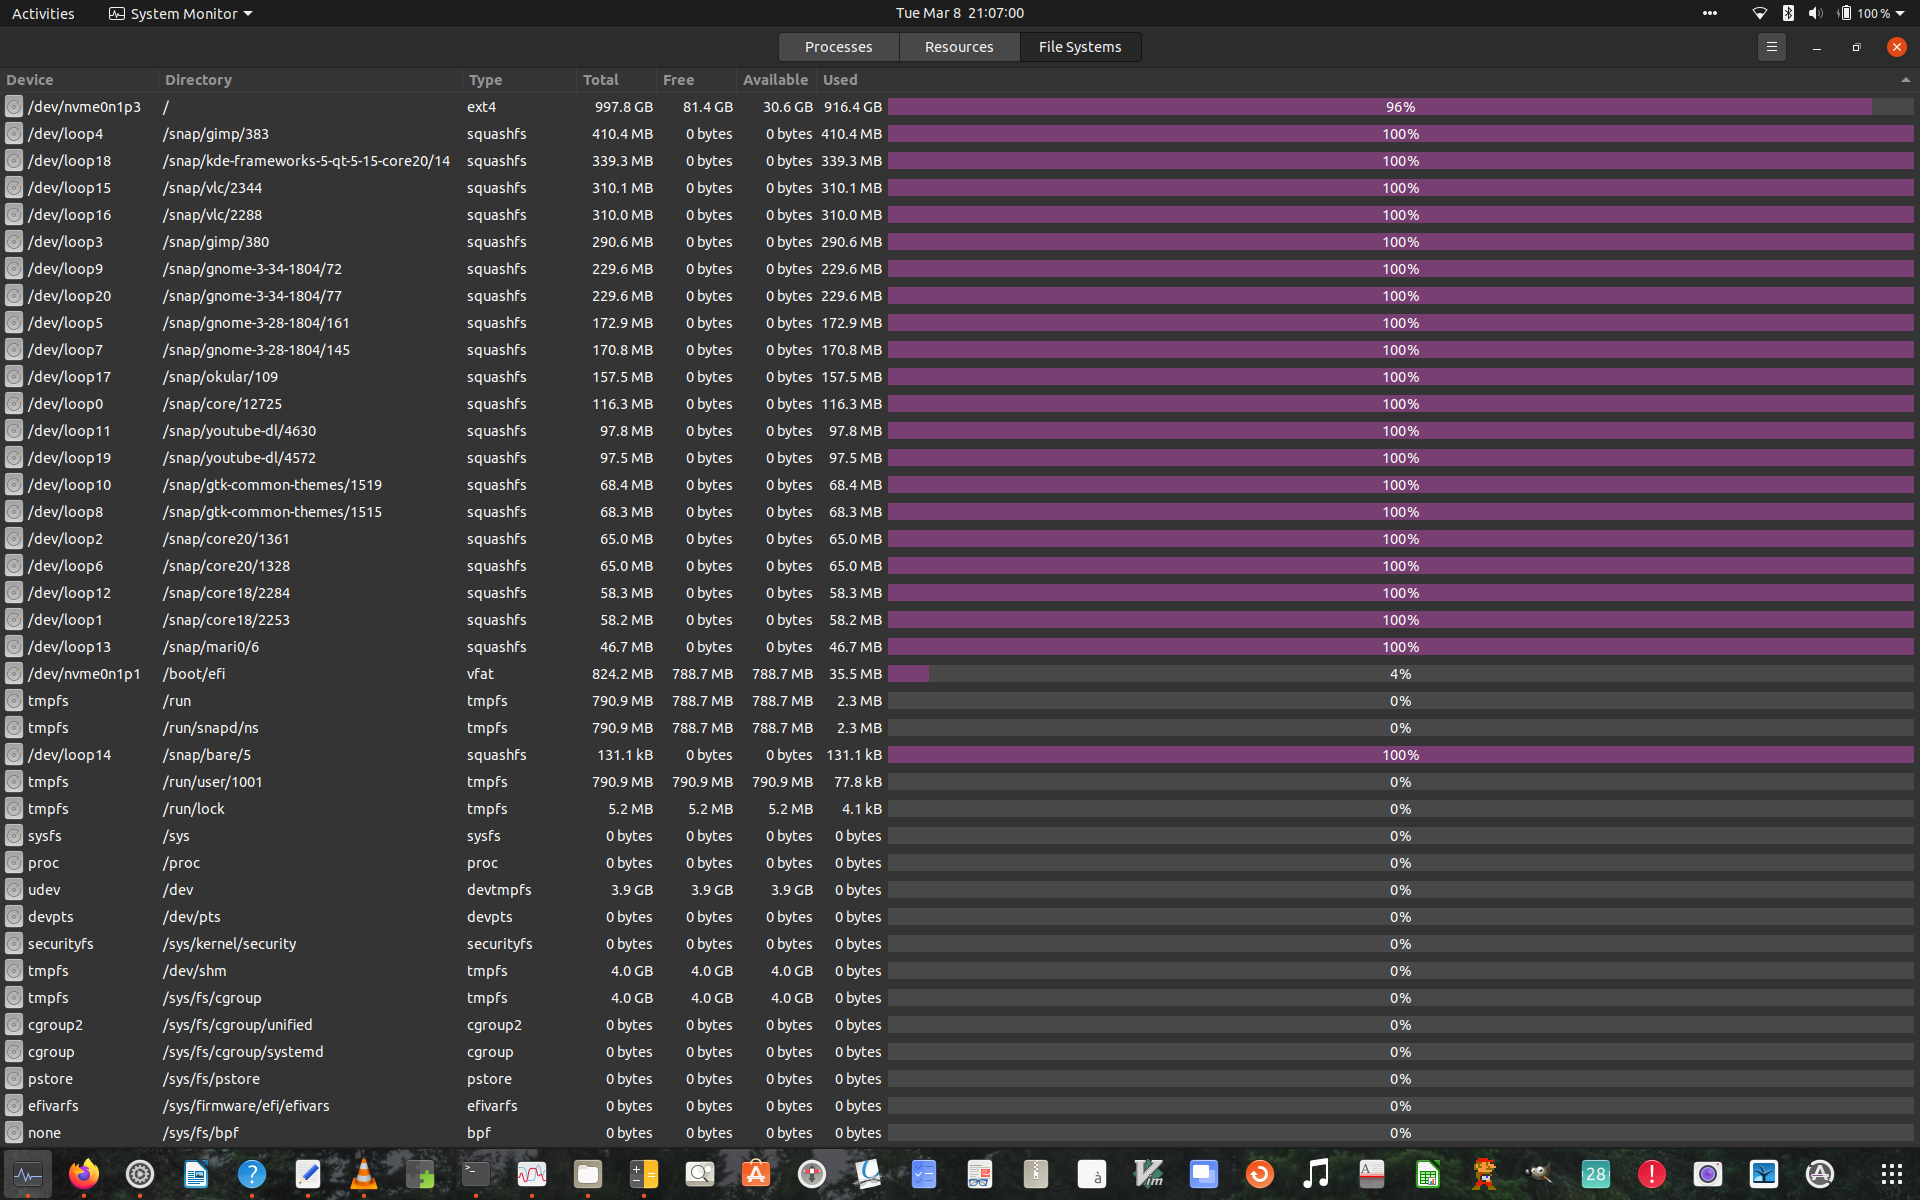 Activities System Monitor Tue Mar 8 21:07:00 100 %
Processes Resources File Systems
Device Directory Type Total Free Available Used
/dev/nvme0n1p3 / ext4 997.8 GB 81.4 GB 30.6 GB 916.4 GB 96%
/dev/loop4 /snap/gimp/383 squashfs 410.4 MB 0 bytes 0 bytes 410.4 MB 100%
/dev/loop18 /snap/kde-frameworks-5-qt-5-15-core20/14 squashfs 339.3 MB 0 bytes 0 bytes 339.3 MB 100%
/dev/loop15 /snap/vlc/2344 squashfs 310.1 MB 0 bytes 0 bytes 310.1 MB 100%
/dev/loop16 /snap/vlc/2288 squashfs 310.0 MB 0 bytes 0 bytes 310.0 MB 100%
/dev/loop3 /snap/gimp/380 squashfs 290.6 MB 0 bytes 0 bytes 290.6 MB 100%
/dev/loop9 /snap/gnome-3-34-1804/72 squashfs 229.6 MB 0 bytes 0 bytes 229.6 MB 100%
/dev/loop20 /snap/gnome-3-34-1804/77 squashfs 229.6 MB 0 bytes 0 bytes 229.6 MB 100%
/dev/loop5 /snap/gnome-3-28-1804/161 squashfs 172.9 MB 0 bytes 0 bytes 172.9 MB 100%
/dev/loop7 /snap/gnome-3-28-1804/145 squashfs 170.8 MB 0 bytes 0 bytes 170.8 MB 100%
/dev/loop17 /snap/okular/109 squashfs 157.5 MB 0 bytes 0 bytes 157.5 MB 100%
/dev/loop0 /snap/core/12725 squashfs 116.3 MB 0 bytes 0 bytes 116.3 MB 100%
/dev/loop11 /snap/youtube-dl/4630 squashfs 97.8 MB 0 bytes 0 bytes 97.8 MB 100%
/dev/loop19 /snap/youtube-dl/4572 squashfs 97.5 MB 0 bytes 0 bytes 97.5 MB 100%
/dev/loop10 /snap/gtk-common-themes/1519 squashfs 68.4 MB 0 bytes 0 bytes 68.4 MB 100%
/dev/loop8 /snap/gtk-common-themes/1515 squashfs 68.3 MB 0 bytes 0 bytes 68.3 MB 100%
/dev/loop2 /snap/core20/1361 squashfs 65.0 MB 0 bytes 0 bytes 65.0 MB 100%
/dev/loop6 /snap/core20/1328 squashfs 65.0 MB 0 bytes 0 bytes 65.0 MB 100%
/dev/loop12 /snap/core18/2284 squashfs 58.3 MB 0 bytes 0 bytes 58.3 MB 100%
/dev/loop1 /snap/core18/2253 squashfs 58.2 MB 0 bytes 0 bytes 58.2 MB 100%
/dev/loop13 /snap/mari0/6 squashfs 46.7 MB 0 bytes 0 bytes 46.7 MB 100%
/dev/nvme0n1p1 /boot/efi vfat 824.2 MB 788.7 MB 788.7 MB 35.5 MB 4%
tmpfs /run tmpfs 790.9 MB 788.7 MB 788.7 MB 2.3 MB 0%
tmpfs /run/snapd/ns tmpfs 790.9 MB 788.7 MB 788.7 MB 2.3 MB 0%
/dev/loop14 /snap/bare/5 squashfs 131.1 kB 0 bytes 0 bytes 131.1 kB 100%
tmpfs /run/user/1001 tmpfs 790.9 MB 790.9 MB 790.9 MB 77.8 kB 0%
tmpfs /run/lock tmpfs 5.2 MB 5.2 MB 5.2 MB 4.1 kB 0%
sysfs /sys sysfs 0 bytes 0 bytes 0 bytes 0 bytes 0%
proc /proc proc 0 bytes 0 bytes 0 bytes 0 bytes 0%
udev /dev devtmpfs 3.9 GB 3.9 GB 3.9 GB 0 bytes 0%
devpts /dev/pts devpts 0 bytes 0 bytes 0 bytes 0 bytes 0%
securityfs /sys/kernel/security securityfs 0 bytes 0 bytes 0 bytes 0 bytes 0%
tmpfs /dev/shm tmpfs 4.0 GB 4.0 GB 4.0 GB 0 bytes 0%
tmpfs /sys/fs/cgroup tmpfs 4.0 GB 4.0 GB 4.0 GB 0 bytes 0%
cgroup2 /sys/fs/cgroup/unified cgroup2 0 bytes 0 bytes 0 bytes 0 bytes 0%
cgroup /sys/fs/cgroup/systemd cgroup 0 bytes 0 bytes 0 bytes 0 bytes 0%
pstore /sys/fs/pstore pstore 0 bytes 0 bytes 0 bytes 0 bytes 0%
efivarfs /sys/firmware/efi/efivars efivarfs 0 bytes 0 bytes 0 bytes 0 bytes 0%
none /sys/fs/bpf bpf 0 bytes 0 bytes 0 bytes 0 bytes 0%
? >_ A à Vim A 28 !